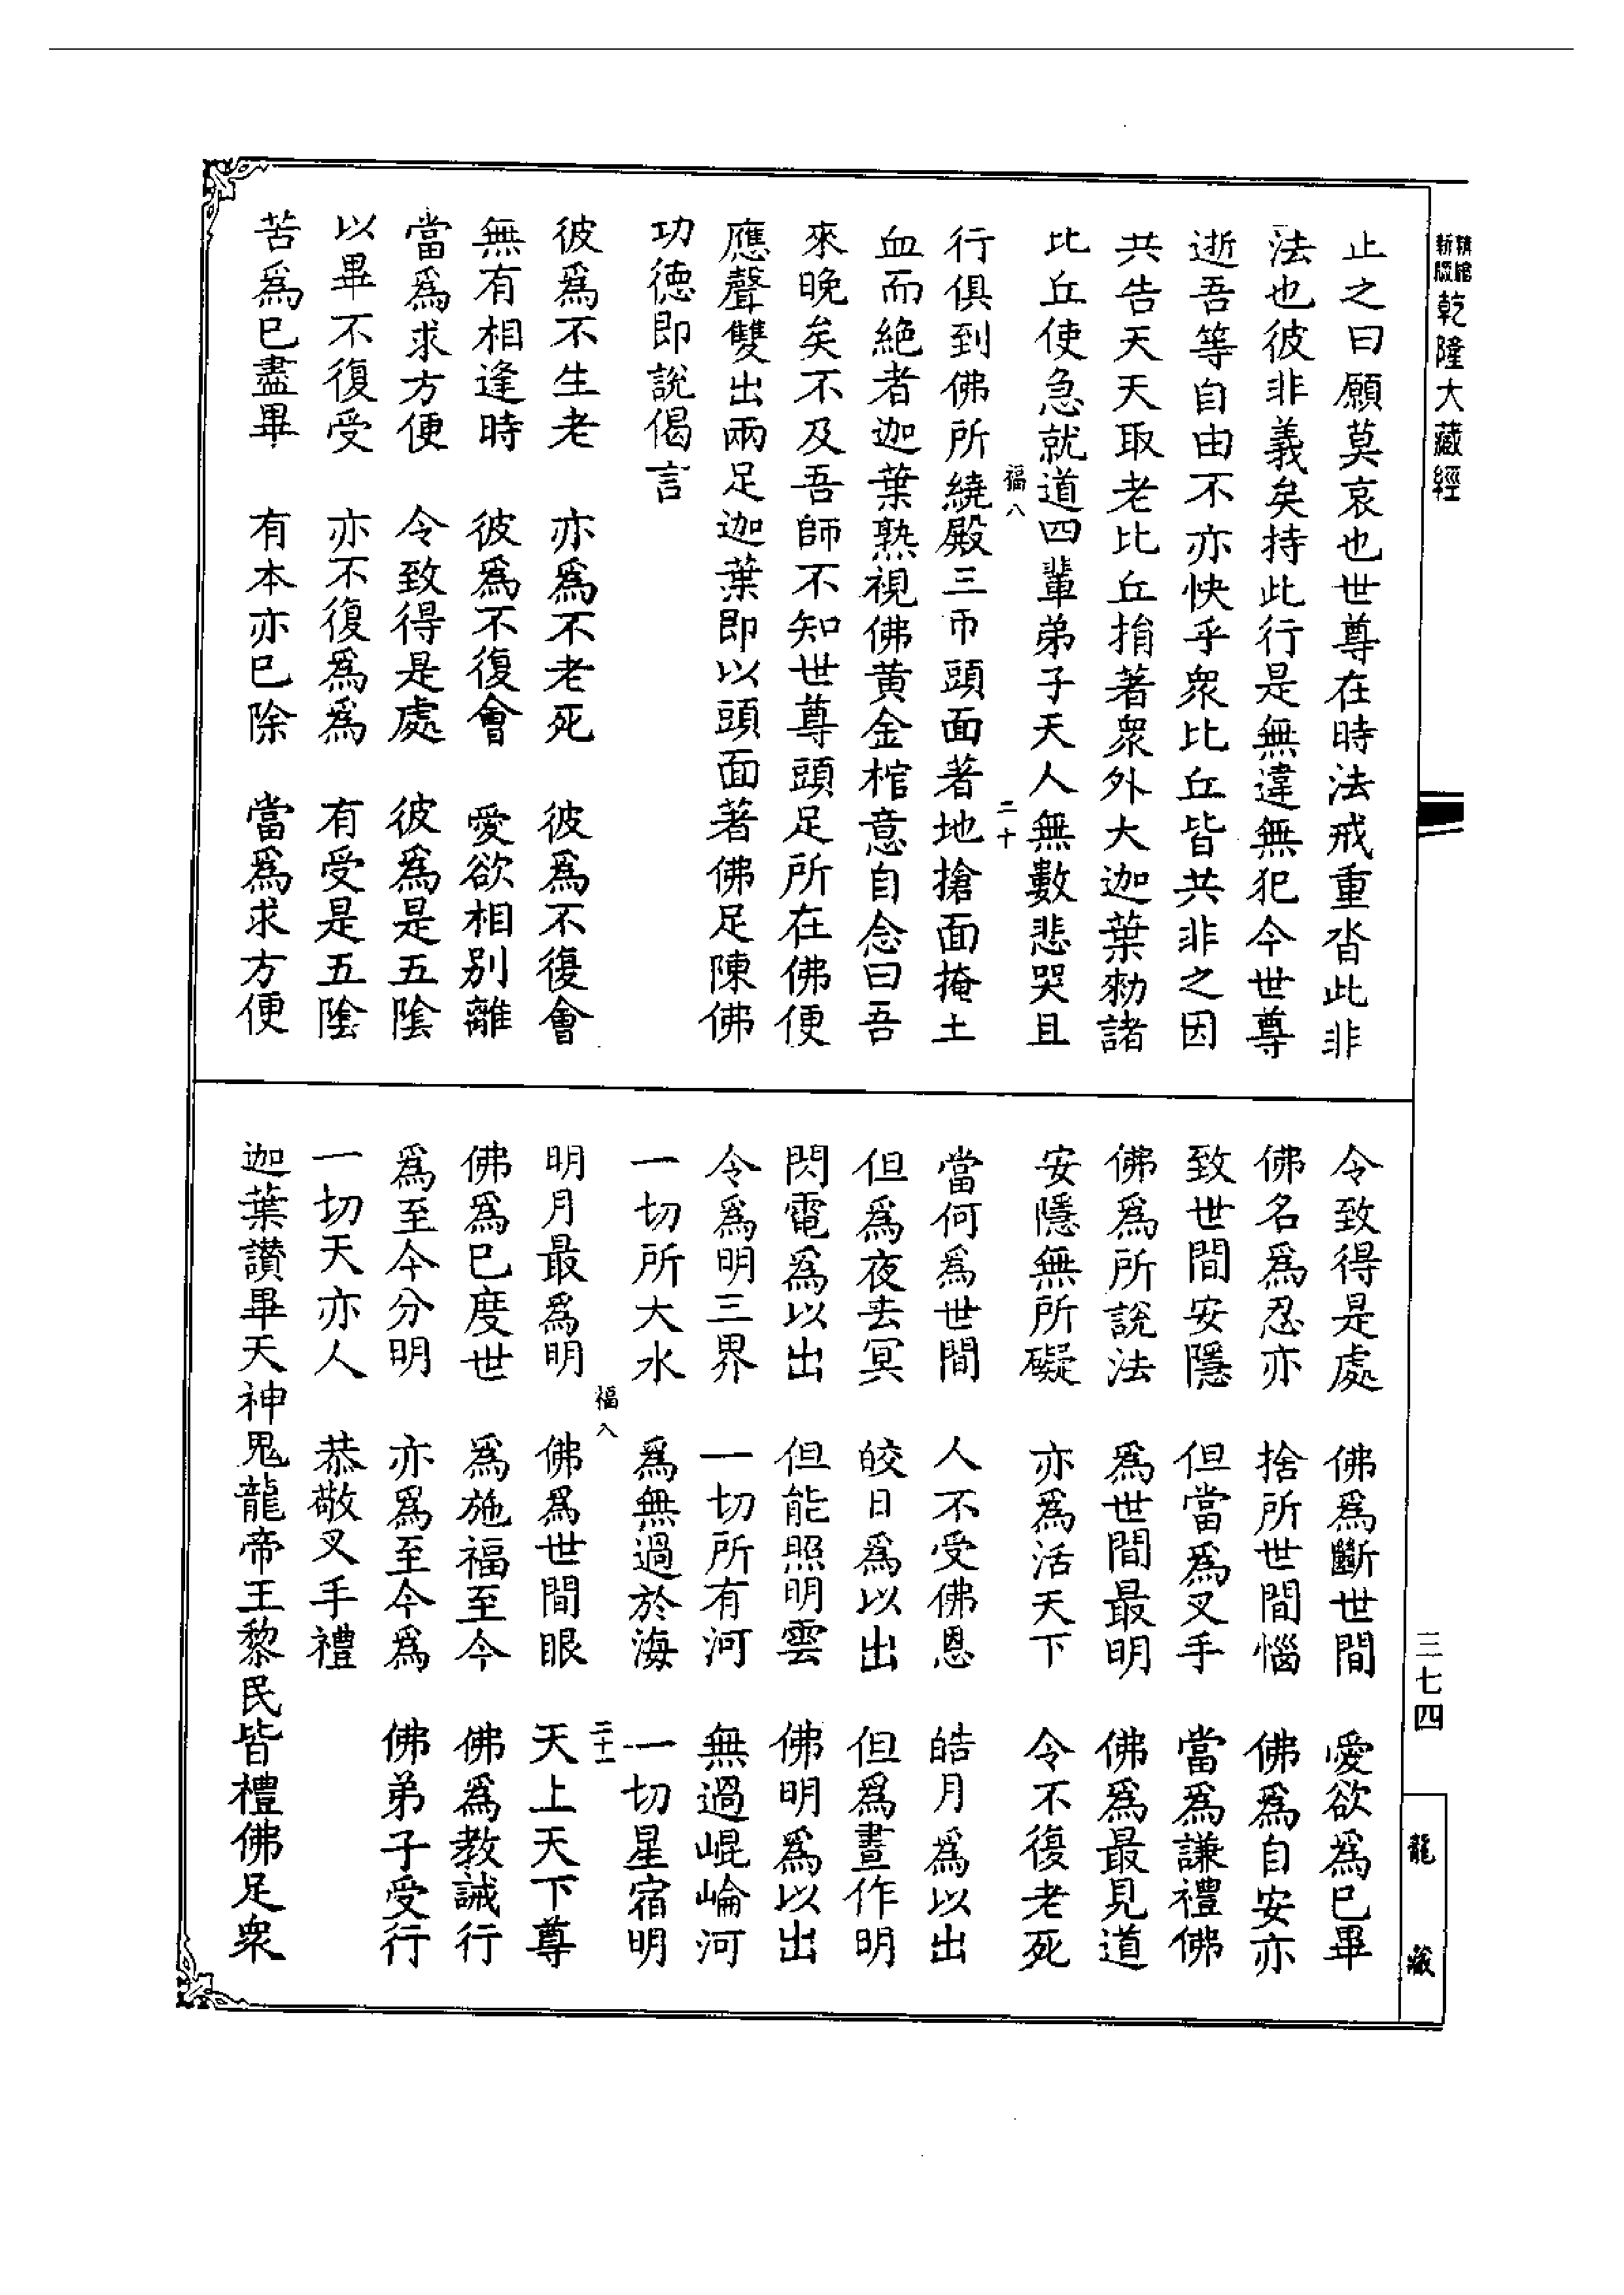 新編縮版 乾隆大藏經
止之曰願莫哀也世尊在時法戒重沓此非
法也彼非義矣持此行是無違無犯今世尊
逝吾等自由不亦快乎衆比丘皆共非之因
共告天天取老比丘捐著衆外大迦葉勑諸
比丘使急就道四輩弟子天人無數悲哭且
福八 二十
行俱到佛所繞殿三帀頭面著地搶面掩土
血而絶者迦葉熟視佛黄金棺意自念曰吾
來晚矣不及吾師不知世尊頭足所在佛便
應聲雙出兩足迦葉即以頭面著佛足陳佛
功德即說偈言
彼爲不生老 亦爲不老死 彼爲不復會
無有相逢時 彼爲不復會 愛欲相别離
當爲求方便 令致得是處 彼爲是五陰
以畢不復受 亦不復爲爲 有受是五陰
苦爲已盡畢 有本亦已除 當爲求方便
令致得是處 佛爲斷世間 愛欲爲已畢
佛名爲忍亦 捨所世間惱 佛爲自安亦
致世間安隱 但當爲叉手 當爲謙禮佛
佛爲所說法 爲世間最明 佛爲最見道
安隱無所礙 亦爲活天下 令不復老死
當何爲世間 人不受佛恩 皓月爲以出
但爲夜去冥 皎日爲以出 但爲晝作明
閃電爲以出 但能照明雲 佛明爲以出
令爲明三界 一切所有河 無過崐崘河
一切所大水 爲無過於海 一切星宿明
福八 二十一
明月最爲明 佛爲世間眼 天上天下尊
佛爲已度世 爲施福至今 佛爲教誡行
爲至今分明 亦爲至今爲 佛弟子受行
一切天亦人 恭敬叉手禮
迦葉讃畢天神鬼龍帝王黎民皆禮佛足衆
三七四
龍 藏